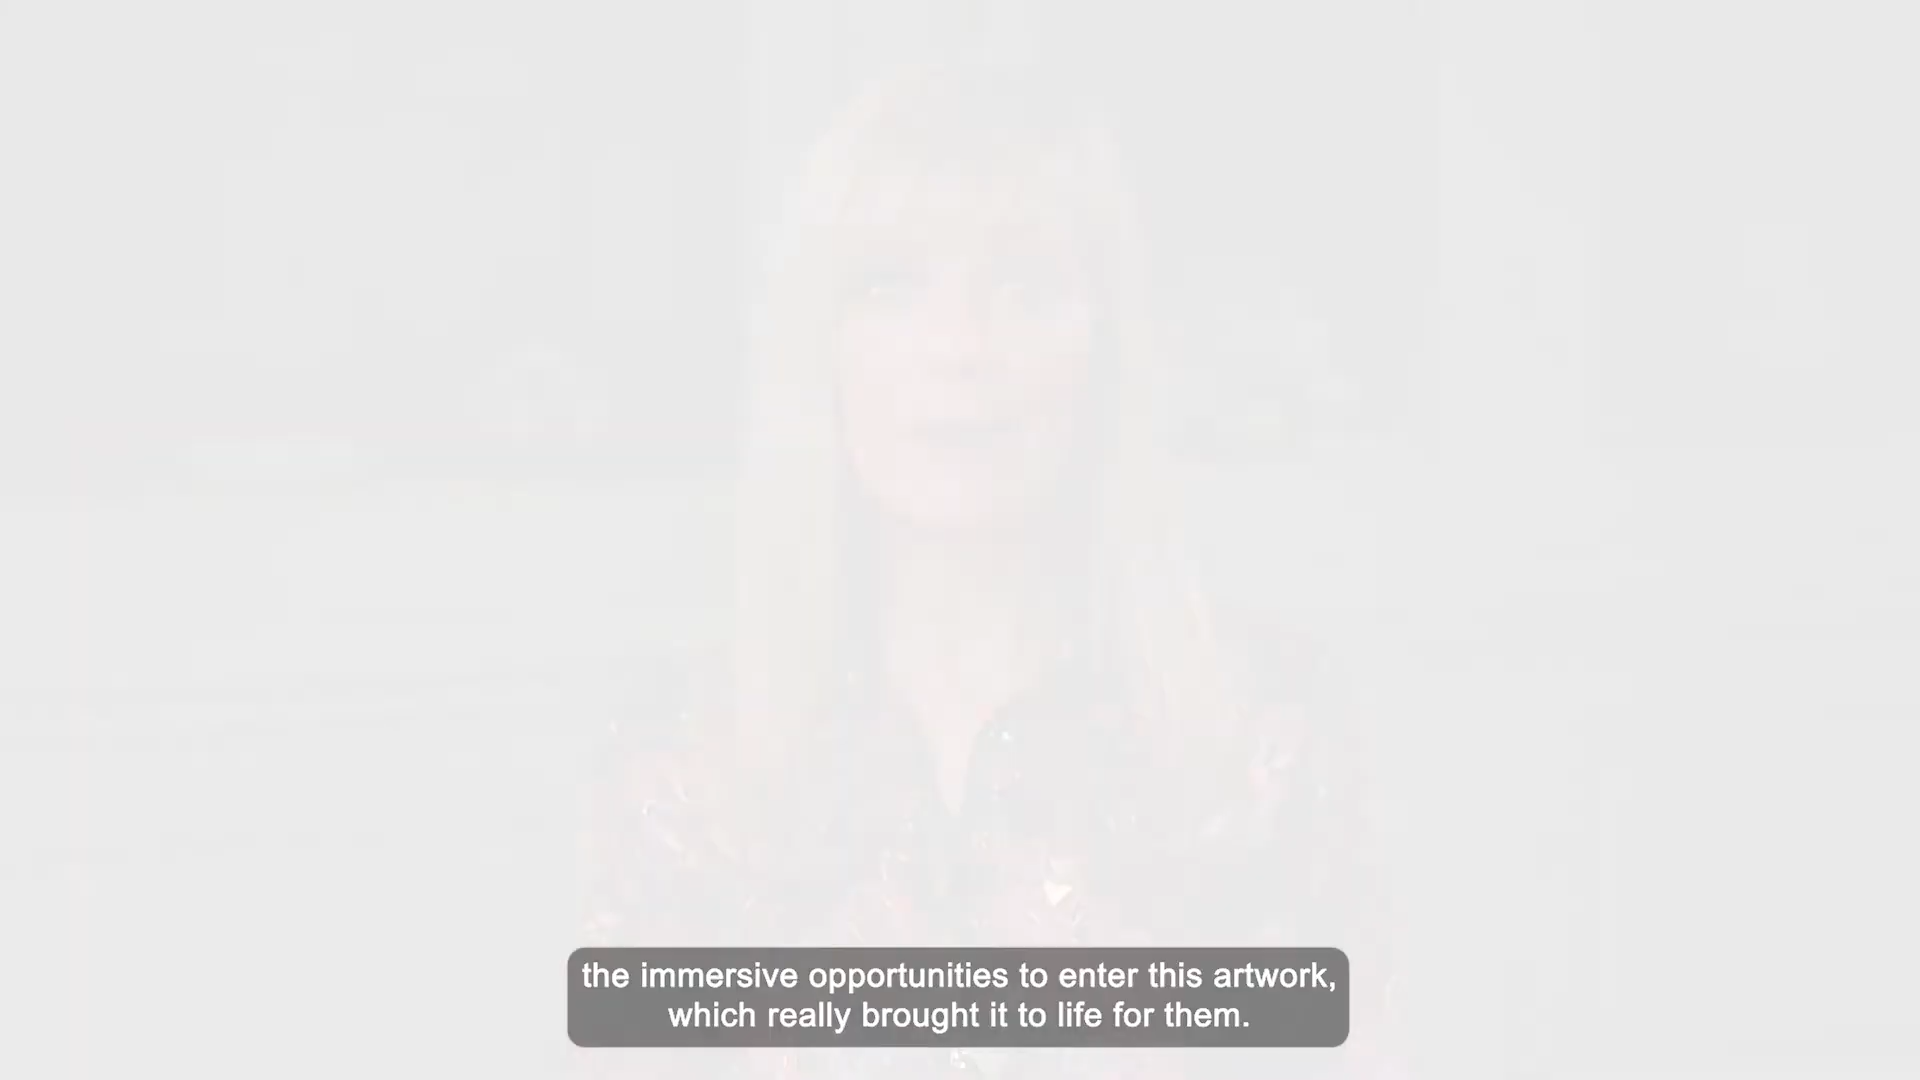 the immersive opportunities to enter this artwork,
which really brought it to life for them.